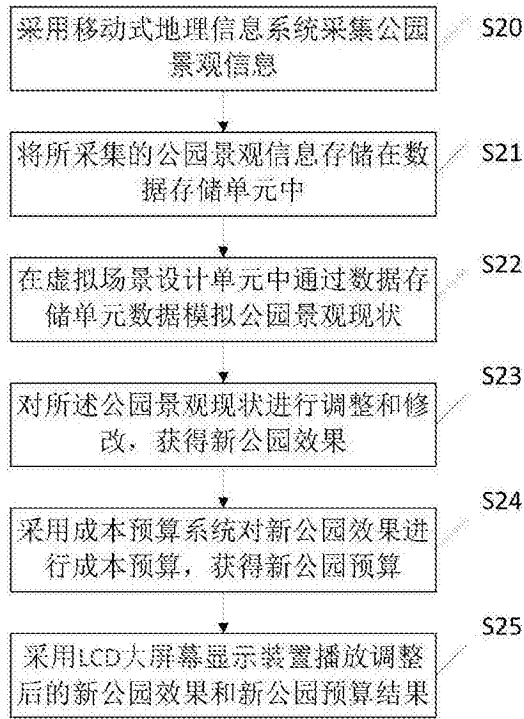 采用移动式地理信息系统采集公园
景观信息
S20
将所采集的公园景观信息存储在数
据存储单元中
S21
在虚拟场景设计单元中通过数据存
储单元数据模拟公园景观现状
S22
对所述公园景观现状进行调整和修
改，获得新公园效果
S23
采用成本预算系统对新公园效果进
行成本预算，获得新公园预算
S24
采用LCD大屏幕显示装置播放调整
后的新公园效果和新公园预算结果
S25